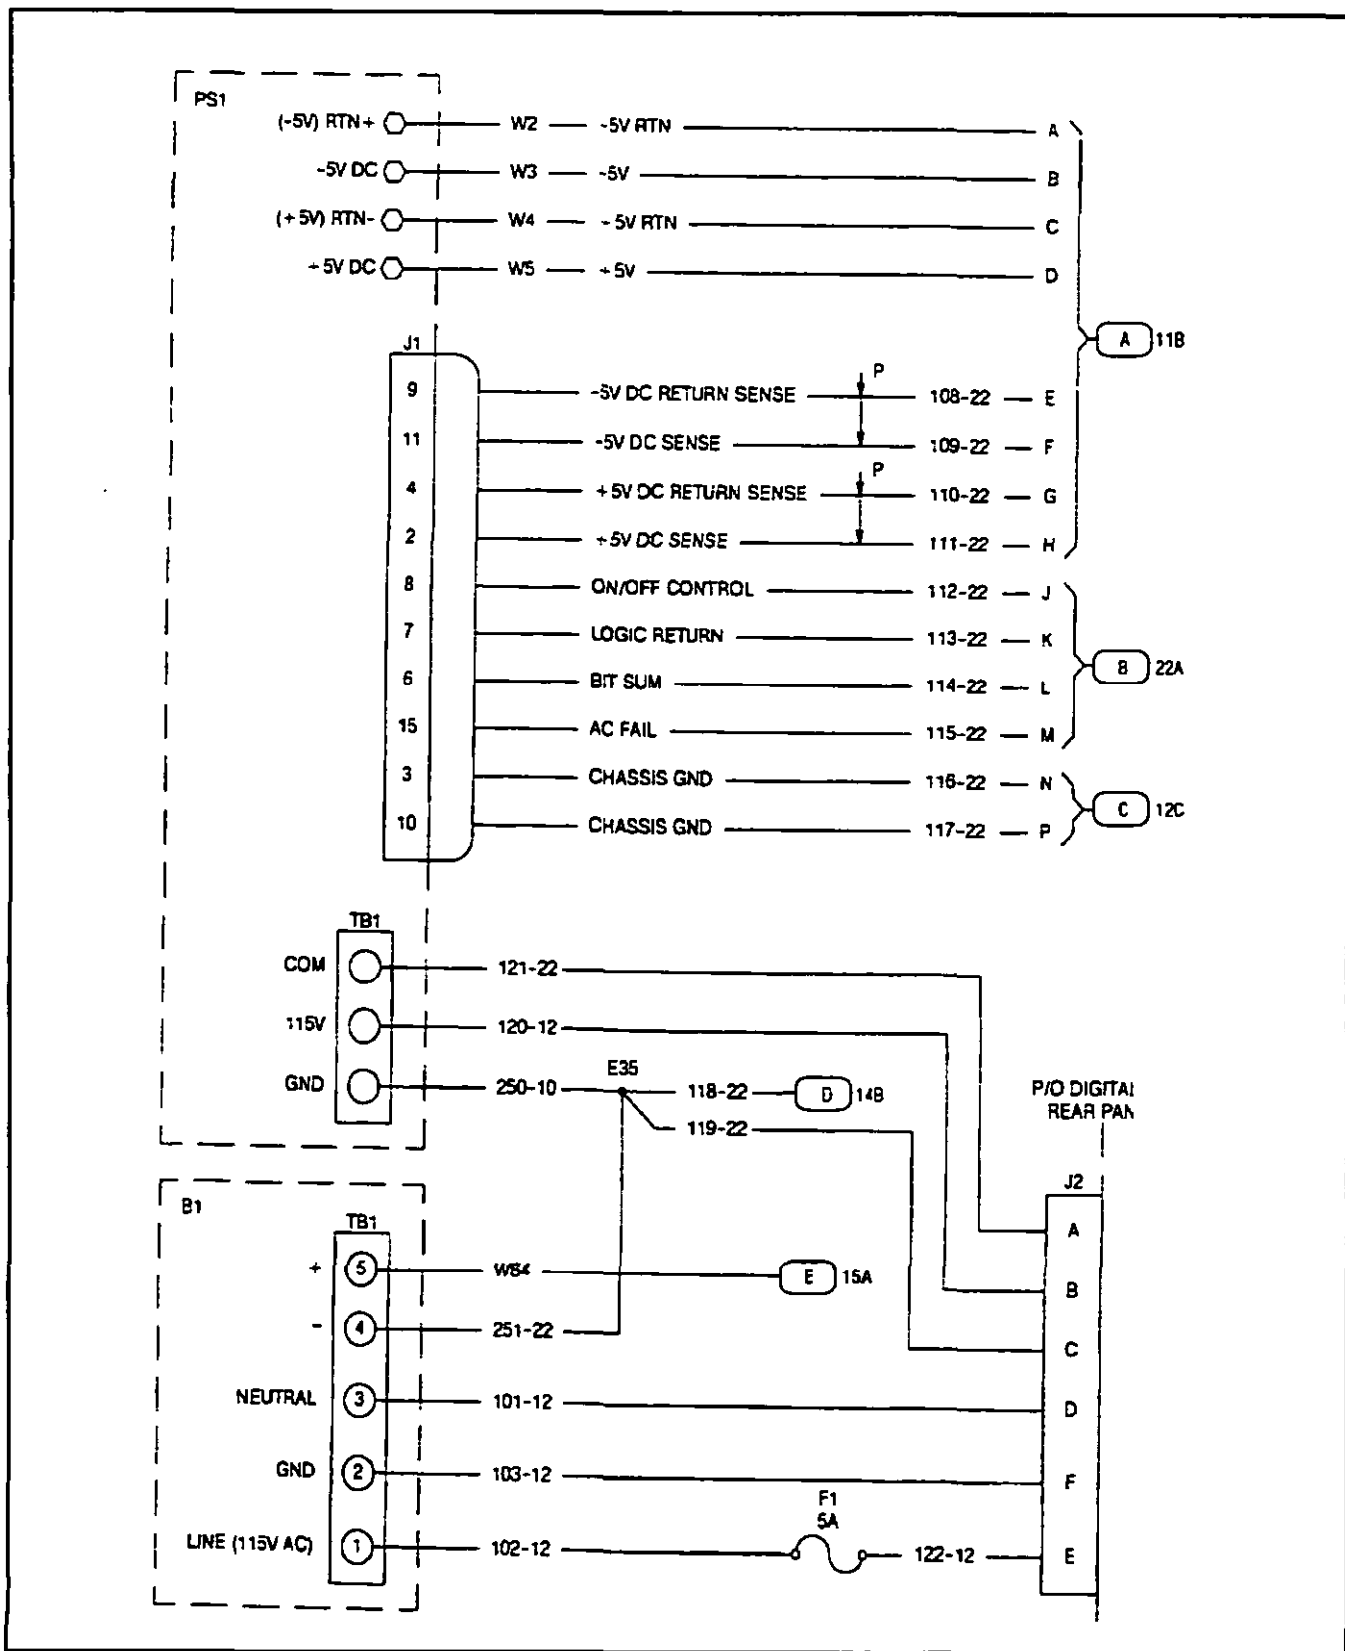 PS1
(-5V) RTN+ W2 -5V RTN A
-5V DC W3 -5V B
(+5V) RTN- W4 -5V RTN C
+5V DC W5 +5V D
A 11B
J1
P
9 -5V DC RETURN SENSE 108-22 E
11 -5V DC SENSE 109-22 F
P
4 +5V DC RETURN SENSE 110-22 G
2 +5V DC SENSE 111-22 H
8 ON/OFF CONTROL 112-22 J
7 LOGIC RETURN 113-22 K
B 22A
6 BIT SUM 114-22 L
15 AC FAIL 115-22 M
3 CHASSIS GND 116-22 N
C 12C
10 CHASSIS GND 117-22 P
TB1
COM 121-22
115V 120-12
E35
GND 250-10 118-22 D 14B
119-22
P/O DIGITAL
REAR PAN
J2
B1
TB1
A
+ 5 W64 E 15A
B
- 4 251-22
C
NEUTRAL 3 101-12 D
GND 2 103-12 F
F1
5A
LINE (115V AC) 1 102-12 122-12 E